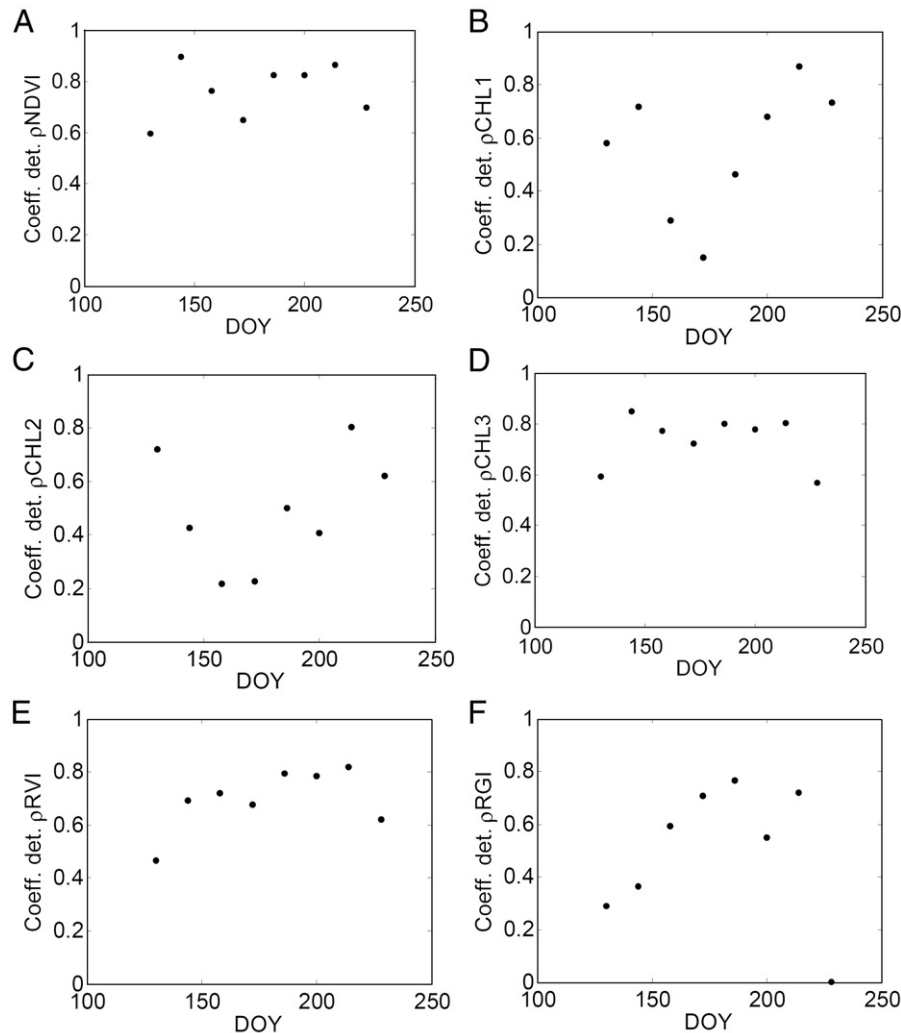 A
Coeff. det. ρNDVI
1
0.8
0.6
0.4
0.2
0
100 150 200 250
DOY
B
Coeff. det. ρCHL1
1
0.8
0.6
0.4
0.2
0
100 150 200 250
DOY
C
Coeff. det. ρCHL2
1
0.8
0.6
0.4
0.2
0
100 150 200 250
DOY
D
Coeff. det. ρCHL3
1
0.8
0.6
0.4
0.2
0
100 150 200 250
DOY
E
Coeff. det. ρRVI
1
0.8
0.6
0.4
0.2
0
100 150 200 250
DOY
F
Coeff. det. ρRGI
1
0.8
0.6
0.4
0.2
0
100 150 200 250
DOY